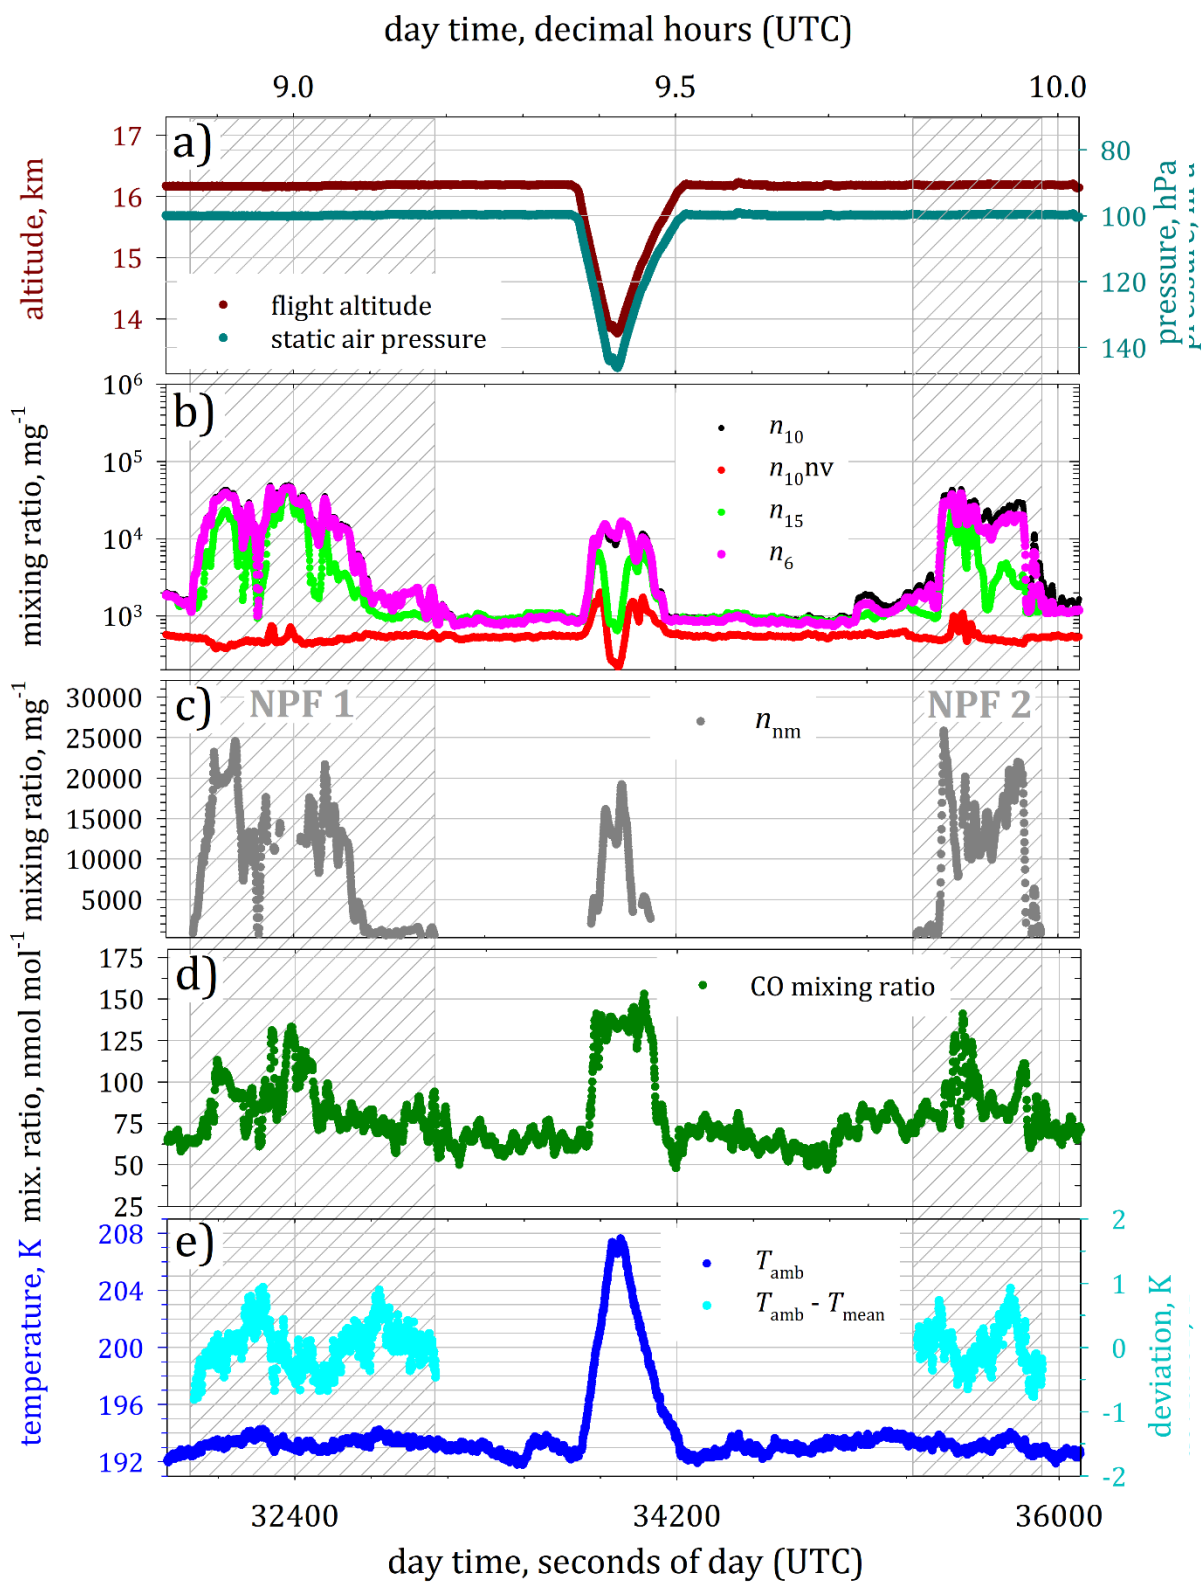 day time, decimal hours (UTC)
9.0 9.5 10.0
a)
altitude, km
17
16
15
14
80
100
120
140
pressure, hPa
flight altitude
static air pressure
b)
mixing ratio, mg⁻¹
10⁶
10⁵
10⁴
10³
n₁₀
n₁₀nv
n₁₅
n₆
c)
NPF 1
NPF 2
mixing ratio, mg⁻¹
30000
25000
20000
15000
10000
5000
n_nm
d)
mix. ratio, nmol mol⁻¹
175
150
125
100
75
50
25
CO mixing ratio
e)
temperature, K
208
204
200
196
192
2
1
0
-1
-2
deviation, K
T_amb
T_amb - T_mean
32400 34200 36000
day time, seconds of day (UTC)